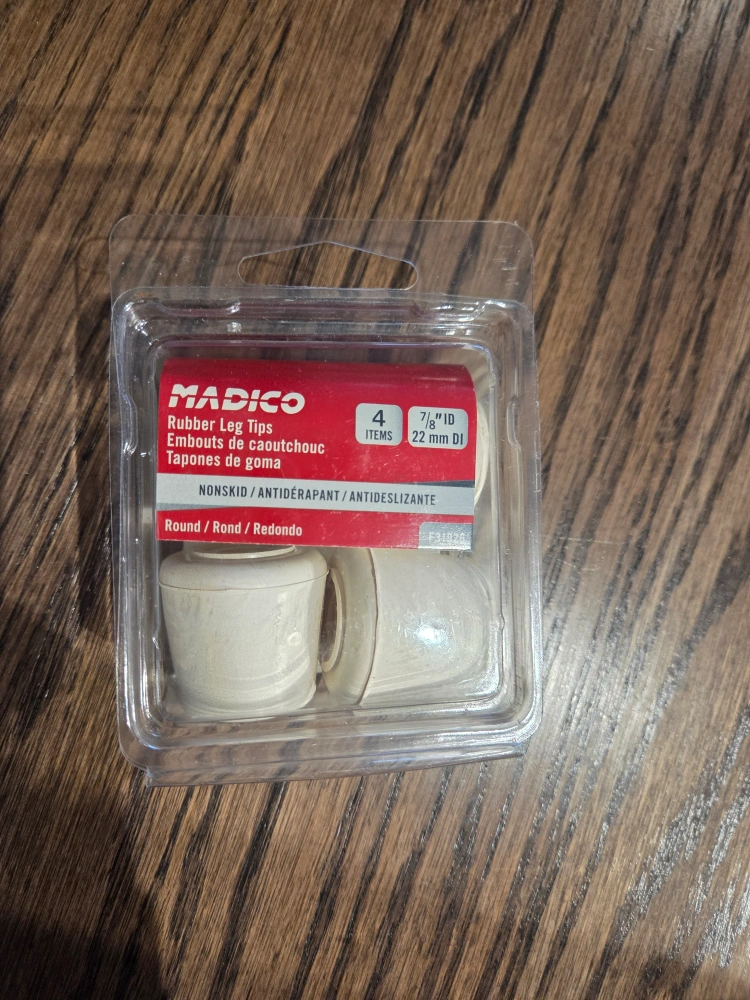 MADICO
Rubber Leg Tips
Embouts de caoutchouc
Tapones de goma
4
ITEMS
7/8" ID
22 mm DI
NONSKID / ANTIDÉRAPANT / ANTIDESLIZANTE
Round / Rond / Redondo